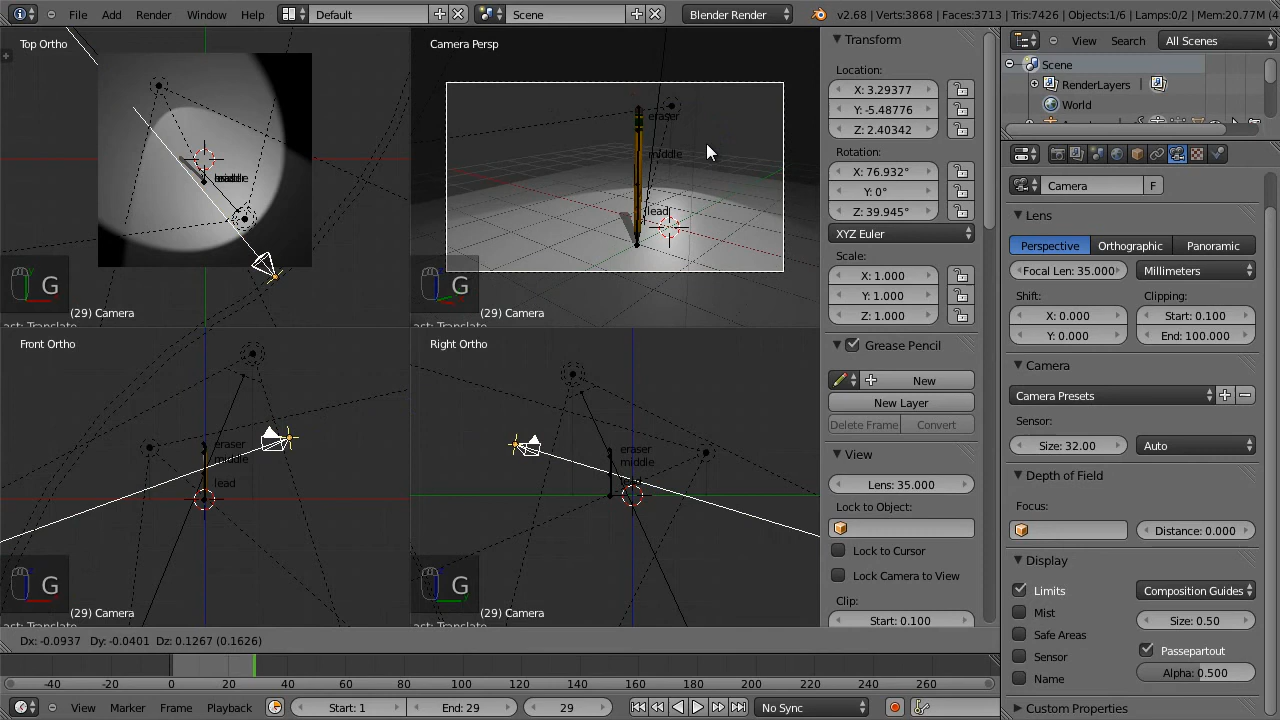 File Add Render Window Help Default Scene Blender Render v2.68 | Verts:3868 | Faces:3713 | Tris:7426 | Objects:1/6 | Lamps:0/2 | Mem:20.77M (4
Top Ortho
G
(29) Camera
ast: Translate
Camera Persp
eraser
middle
lead
G
(29) Camera
ast: Translate
Front Ortho
eraser
middle
lead
G
(29) Camera
ast: Translate
Right Ortho
eraser
middle
G
(29) Camera
ast: Translate
Dx: -0.0937 Dy: -0.0401 Dz: 0.1267 (0.1626)
Transform
Location:
X: 3.29377
Y: -5.48776
Z: 2.40342
Rotation:
X: 76.932°
Y: 0°
Z: 39.945°
XYZ Euler
Scale:
X: 1.000
Y: 1.000
Z: 1.000
Grease Pencil
New
New Layer
Delete Frame Convert
View
Lens: 35.000
Lock to Object:
Lock to Cursor
Lock Camera to View
Clip:
Start: 0.100
View Search All Scenes
Scene
RenderLayers
World
Camera F
Lens
Perspective Orthographic Panoramic
Focal Len: 35.000 Millimeters
Shift: Clipping:
X: 0.000 Start: 0.100
Y: 0.000 End: 100.000
Camera
Camera Presets
Sensor:
Size: 32.00 Auto
Depth of Field
Focus:
Distance: 0.000
Display
Limits Composition Guides
Mist Size: 0.50
Safe Areas Passepartout
Sensor Alpha: 0.500
Name
Custom Properties
-40 -20 0 20 40 60 80 100 120 140 160 180 200 220 240 260
View Marker Frame Playback Start: 1 End: 29 29 No Sync